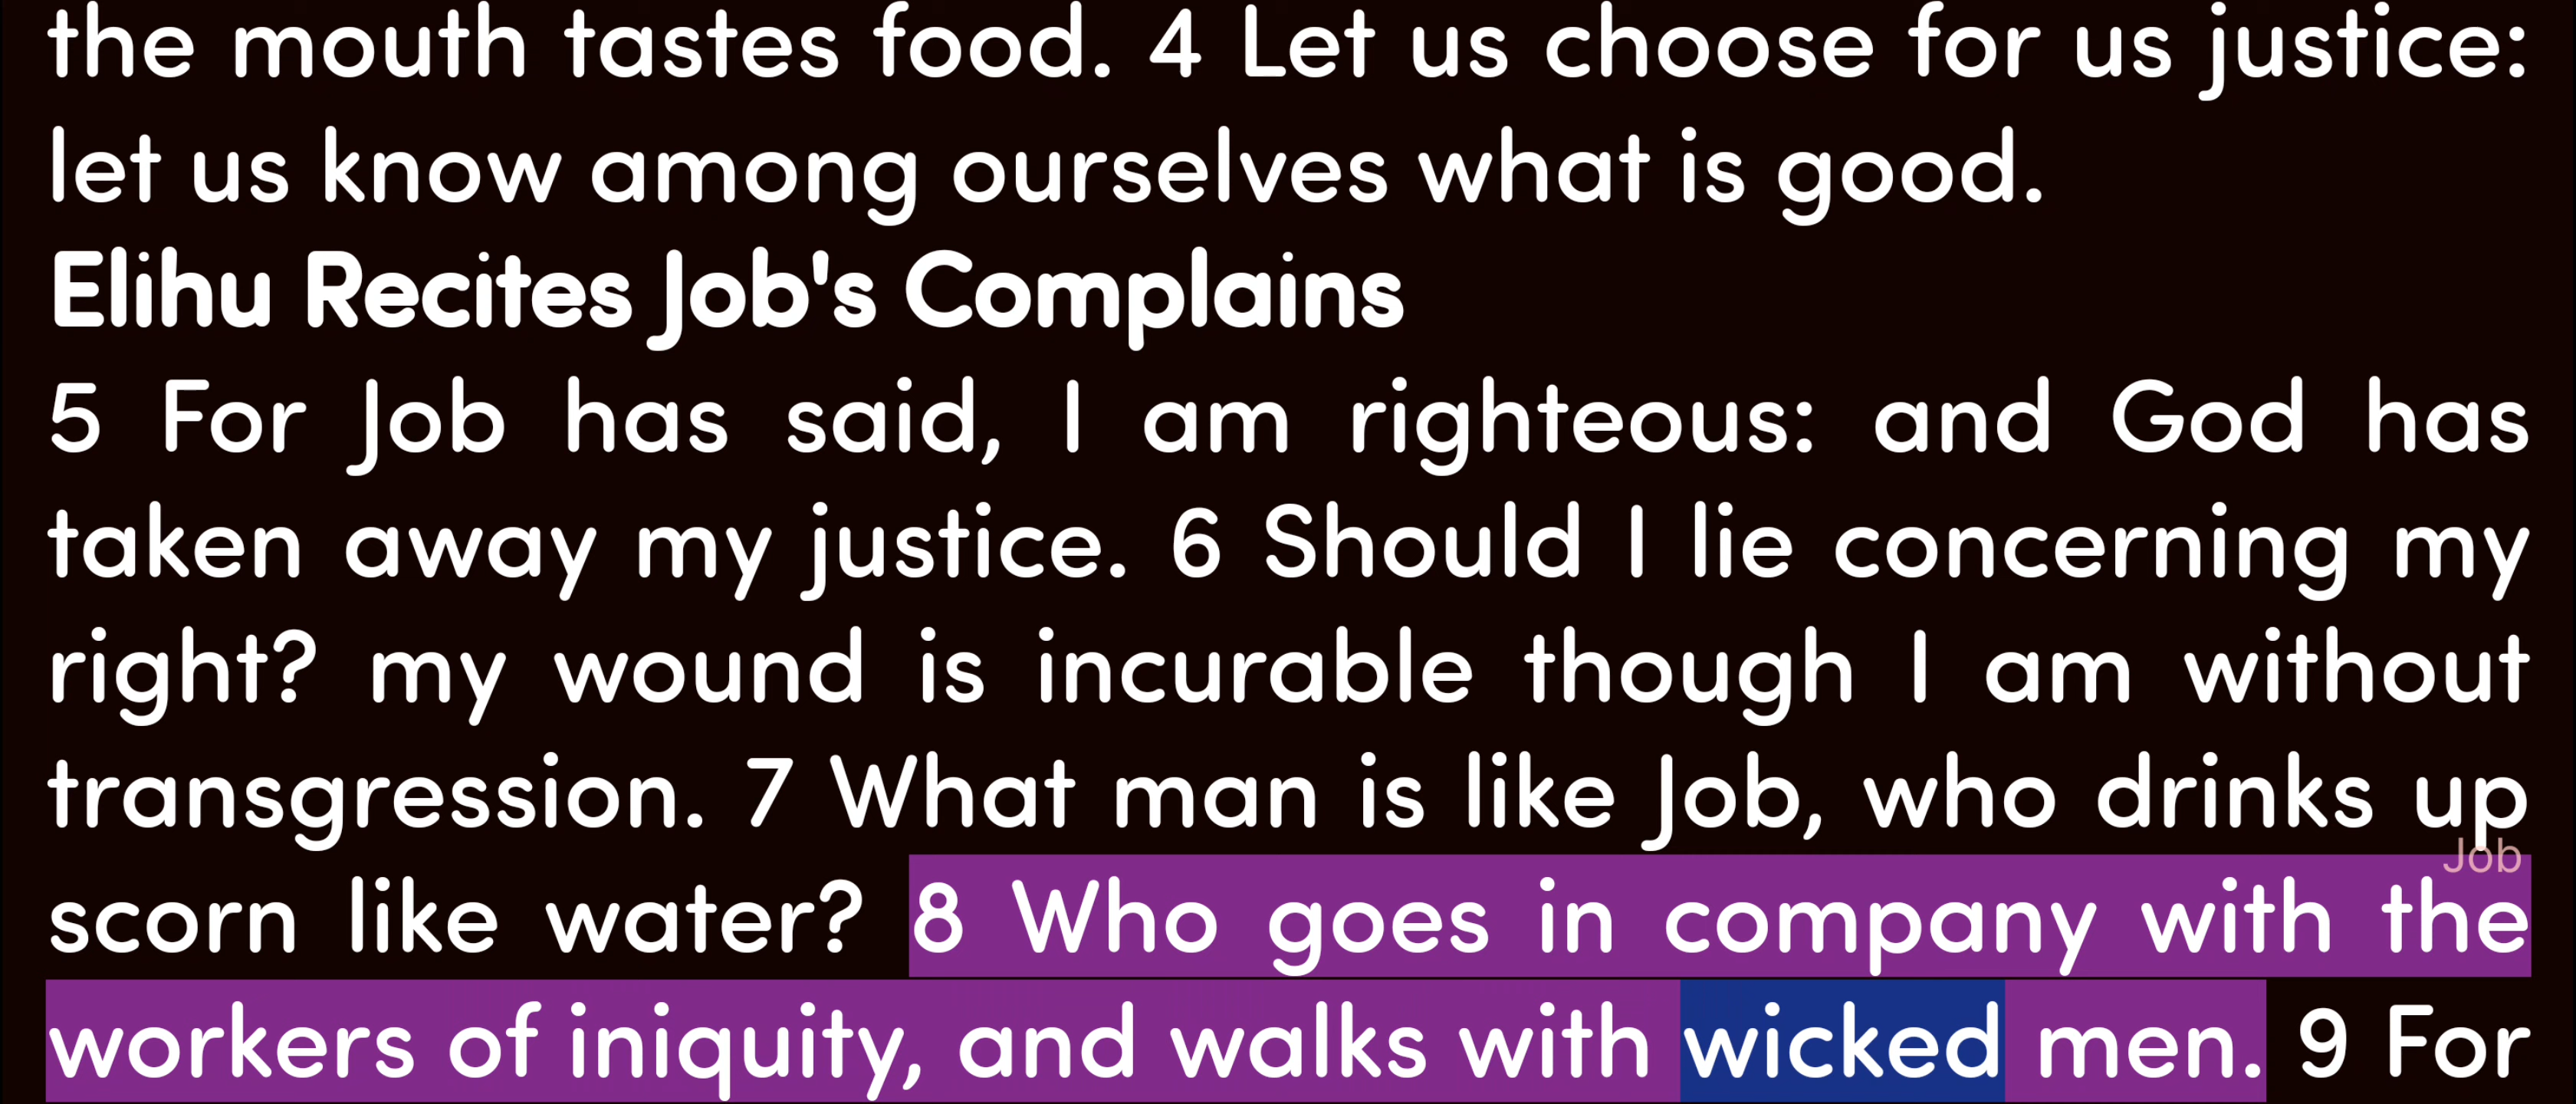 the mouth tastes food. 4 Let us choose for us justice:
let us know among ourselves what is good.
Elihu Recites Job's Complains
5 For Job has said, I am righteous: and God has
taken away my justice. 6 Should I lie concerning my
right? my wound is incurable though I am without
transgression. 7 What man is like Job, who drinks up
Job
scorn like water? 8 Who goes in company with the
workers of iniquity, and walks with wicked men. 9 For